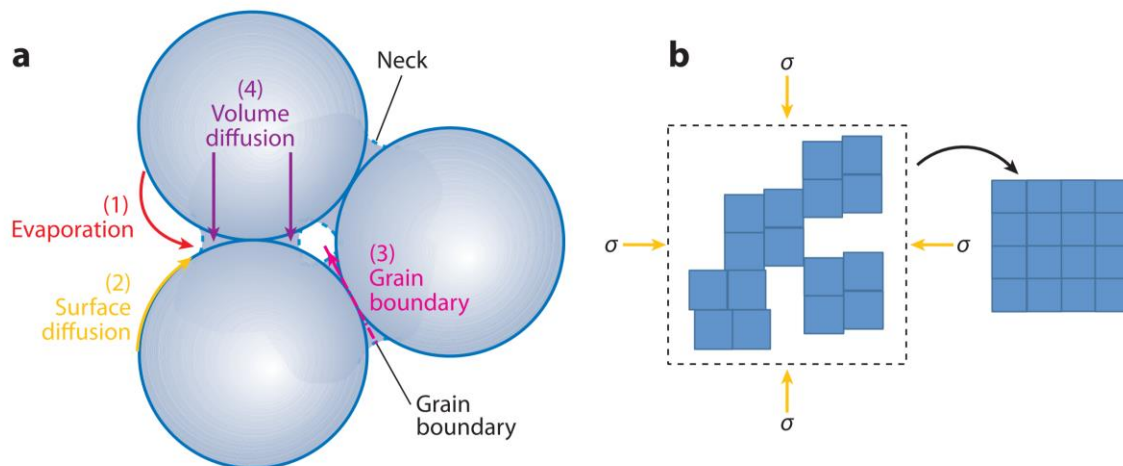 a
(4)
Volume
diffusion
Neck
(1)
Evaporation
(2)
Surface
diffusion
(3)
Grain
boundary
Grain
boundary
b
σ
σ
σ
σ